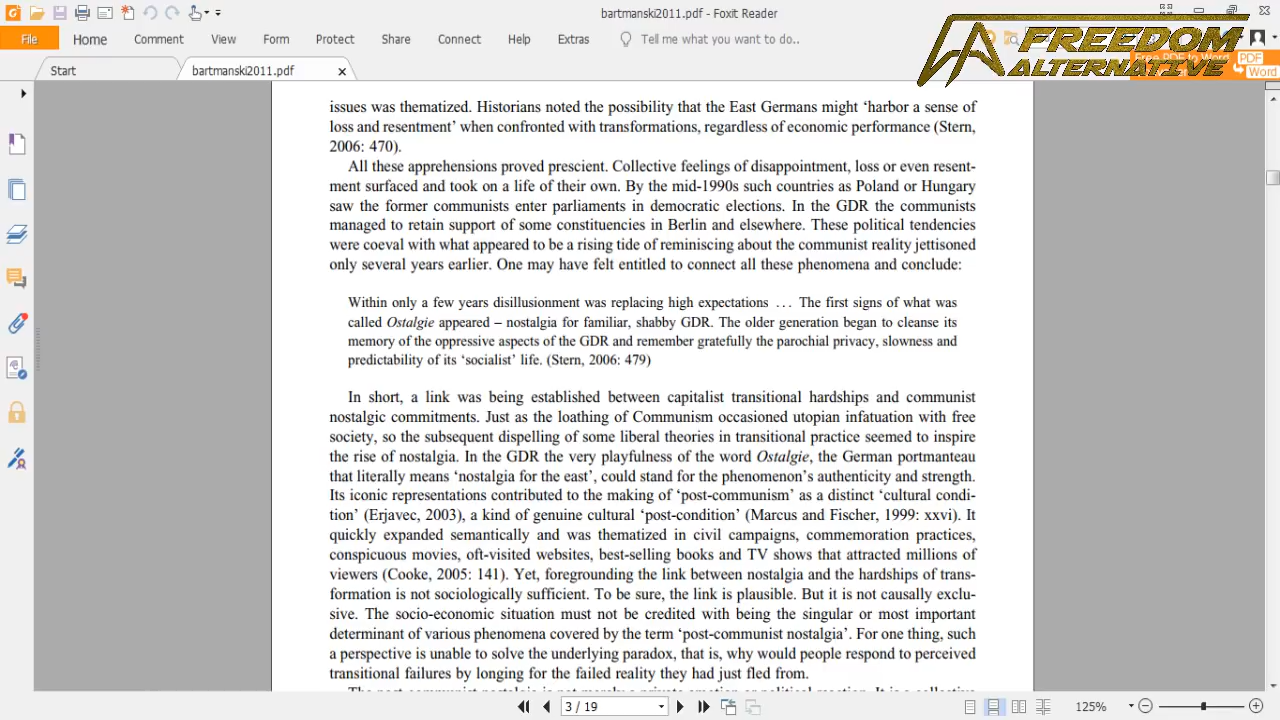 bartmanski2011.pdf - Foxit Reader
File Home Comment View Form Protect Share Connect Help Extras Tell me what you want to do..
FREEDOM
ALTERNATIVE
PDF
Word
Start bartmanski2011.pdf
issues was thematized. Historians noted the possibility that the East Germans might ‘harbor a sense of
loss and resentment’ when confronted with transformations, regardless of economic performance (Stern,
2006: 470).
All these apprehensions proved prescient. Collective feelings of disappointment, loss or even resent-
ment surfaced and took on a life of their own. By the mid-1990s such countries as Poland or Hungary
saw the former communists enter parliaments in democratic elections. In the GDR the communists
managed to retain support of some constituencies in Berlin and elsewhere. These political tendencies
were coeval with what appeared to be a rising tide of reminiscing about the communist reality jettisoned
only several years earlier. One may have felt entitled to connect all these phenomena and conclude:
Within only a few years disillusionment was replacing high expectations … The first signs of what was
called Ostalgie appeared – nostalgia for familiar, shabby GDR. The older generation began to cleanse its
memory of the oppressive aspects of the GDR and remember gratefully the parochial privacy, slowness and
predictability of its ‘socialist’ life. (Stern, 2006: 479)
In short, a link was being established between capitalist transitional hardships and communist
nostalgic commitments. Just as the loathing of Communism occasioned utopian infatuation with free
society, so the subsequent dispelling of some liberal theories in transitional practice seemed to inspire
the rise of nostalgia. In the GDR the very playfulness of the word Ostalgie, the German portmanteau
that literally means ‘nostalgia for the east’, could stand for the phenomenon’s authenticity and strength.
Its iconic representations contributed to the making of ‘post-communism’ as a distinct ‘cultural condi-
tion’ (Erjavec, 2003), a kind of genuine cultural ‘post-condition’ (Marcus and Fischer, 1999: xxvi). It
quickly expanded semantically and was thematized in civil campaigns, commemoration practices,
conspicuous movies, oft-visited websites, best-selling books and TV shows that attracted millions of
viewers (Cooke, 2005: 141). Yet, foregrounding the link between nostalgia and the hardships of trans-
formation is not sociologically sufficient. To be sure, the link is plausible. But it is not causally exclu-
sive. The socio-economic situation must not be credited with being the singular or most important
determinant of various phenomena covered by the term ‘post-communist nostalgia’. For one thing, such
a perspective is unable to solve the underlying paradox, that is, why would people respond to perceived
transitional failures by longing for the failed reality they had just fled from.
3 / 19
125%